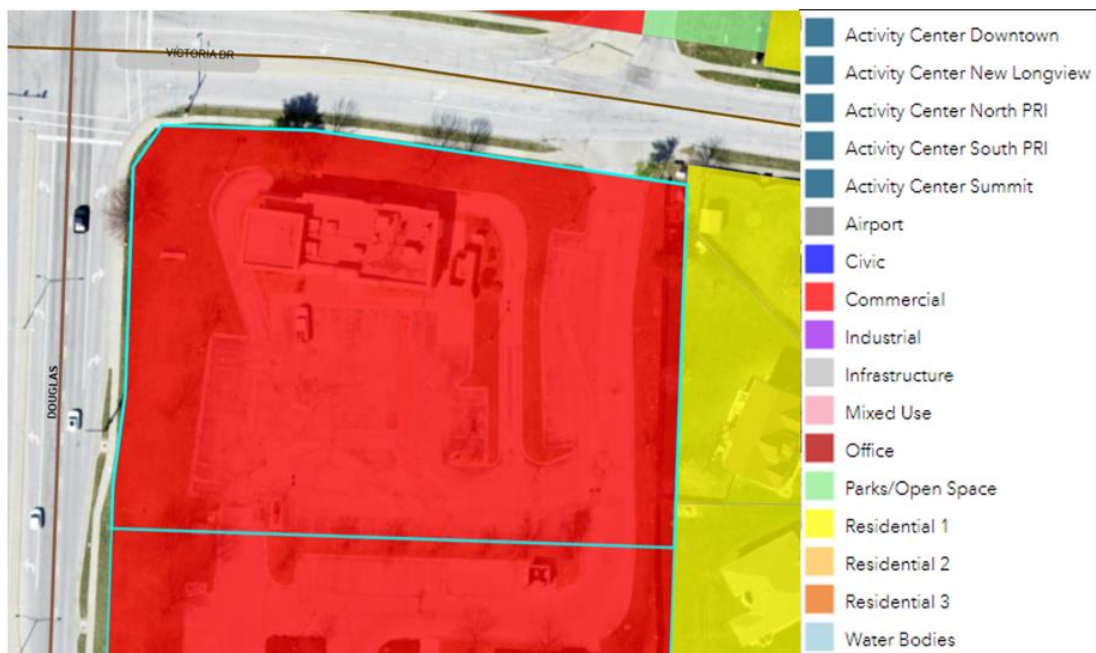 VICTORIA DR
DOUGLAS
Activity Center Downtown
Activity Center New Longview
Activity Center North PRI
Activity Center South PRI
Activity Center Summit
Airport
Civic
Commercial
Industrial
Infrastructure
Mixed Use
Office
Parks/Open Space
Residential 1
Residential 2
Residential 3
Water Bodies